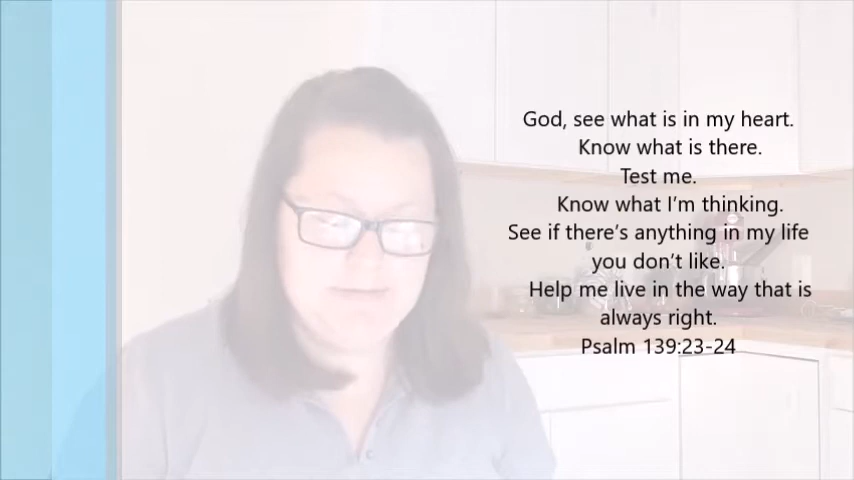 God, see what is in my heart.
Know what is there.
Test me.
Know what I’m thinking.
See if there’s anything in my life
you don’t like.
Help me live in the way that is
always right.
Psalm 139:23-24